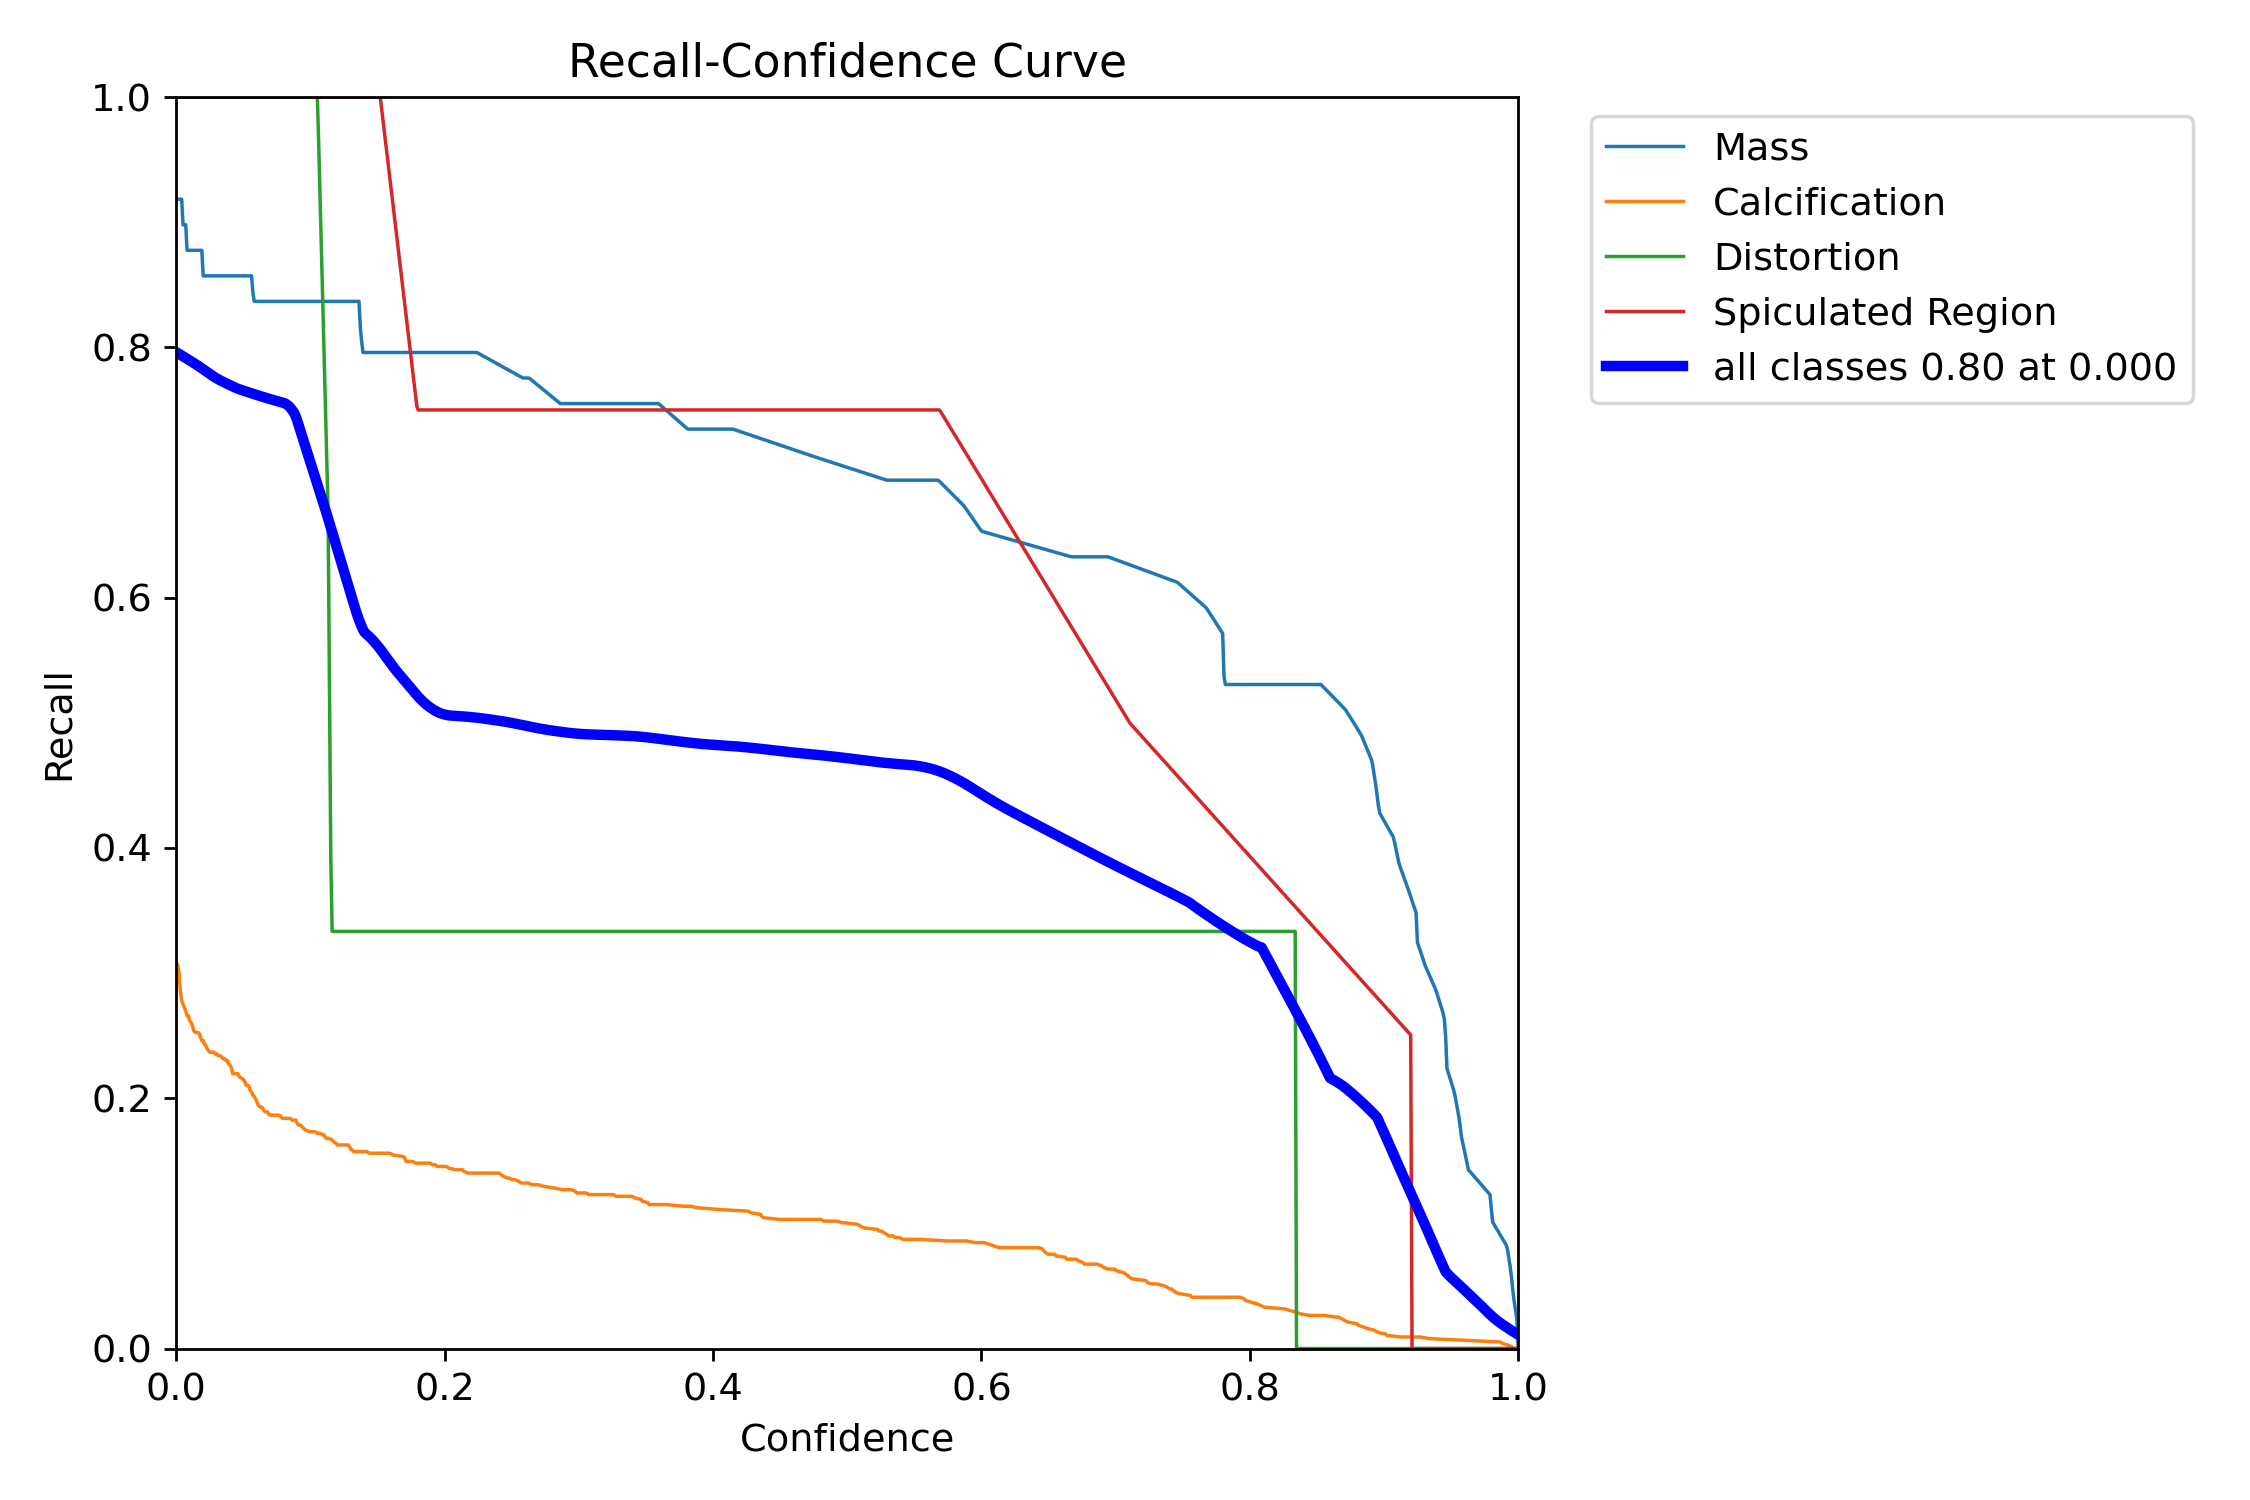 Recall-Confidence Curve
1.0
0.8
0.6
0.4
0.2
0.0
Recall
0.0 0.2 0.4 0.6 0.8 1.0
Confidence
Mass
Calcification
Distortion
Spiculated Region
all classes 0.80 at 0.000